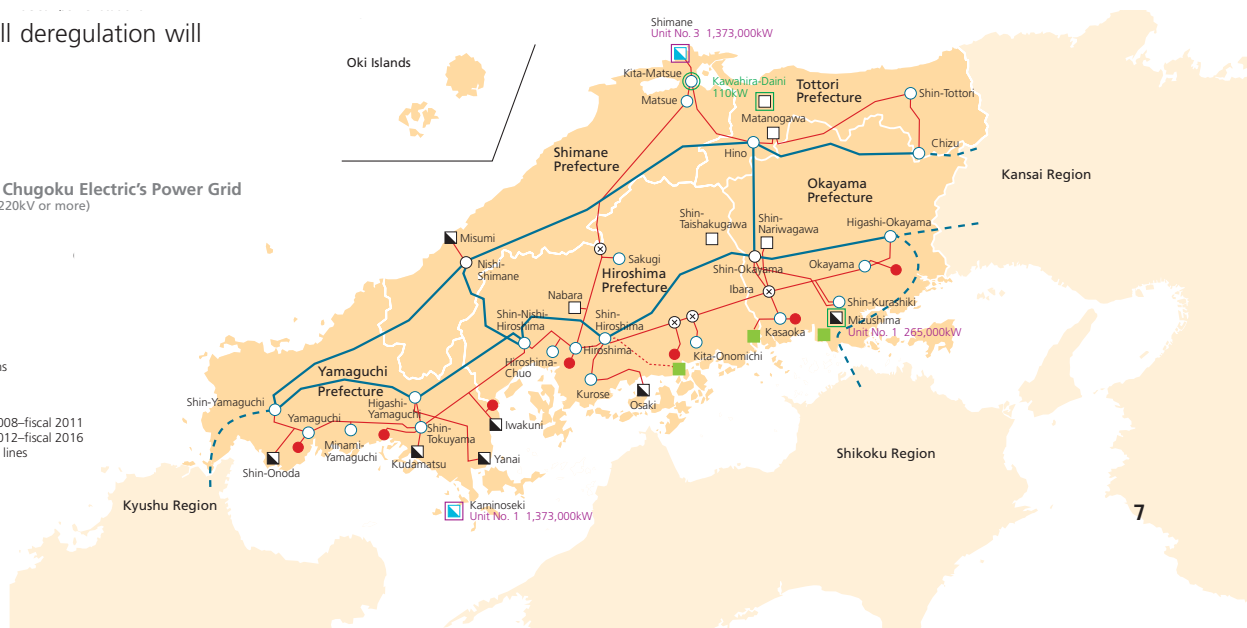 ll deregulation will
Chugoku Electric's Power Grid
220kV or more)
ns
008–fiscal 2011
012–fiscal 2016
lines
Oki Islands
Shimane
Unit No. 3 1,373,000kW
Kita-Matsue
Matsue
Kawahira-Daini
110kW
Matanogawa
Tottori
Prefecture
Shin-Tottori
Chizu
Hino
Shimane
Prefecture
Okayama
Prefecture
Kansai Region
Shin-
Taishakugawa
Shin-
Nariwagawa
Higashi-Okayama
Misumi
Nishi-
Shimane
Sakugi
Hiroshima
Prefecture
Shin-Okayama
Okayama
Ibara
Nabara
Shin-Nishi-
Hiroshima
Shin-
Hiroshima
Shin-Kurashiki
Mizushima
Unit No. 1 265,000kW
Kasaoka
Hiroshima-
Chuo
Hiroshima
Kita-Onomichi
Kurose
Osaki
Yamaguchi
Prefecture
Shin-Yamaguchi
Yamaguchi
Higashi-
Yamaguchi
Minami-
Yamaguchi
Shin-
Tokuyama
Iwakuni
Shin-Onoda
Kudamatsu
Yanai
Shikoku Region
Kyushu Region
Kaminoseki
Unit No. 1 1,373,000kW
7